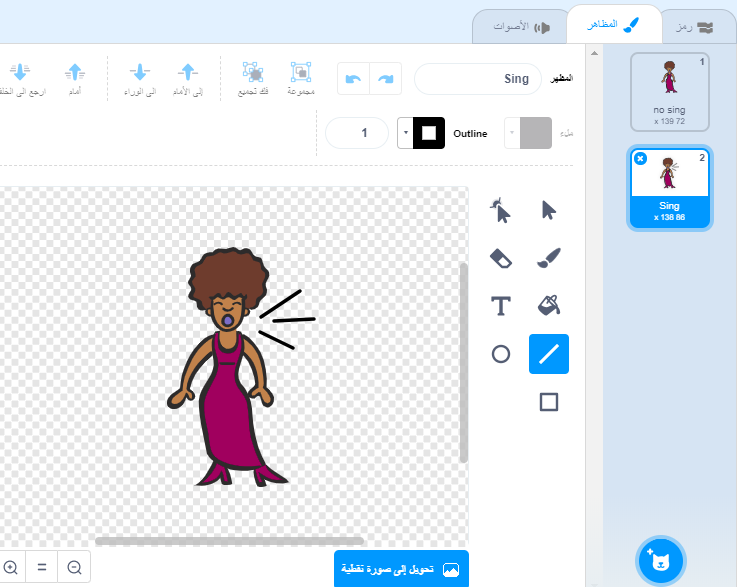 رمز
المظاهر
الأصوات
المظهر
Sing
مجموعة
فك تجميع
إلى الأمام
الى الوراء
أمام
ارجع الى الخلف
ملء
Outline
1
1
no sing
139 x 72
2
Sing
138 x 86
T
تحويل إلى صورة نقطية